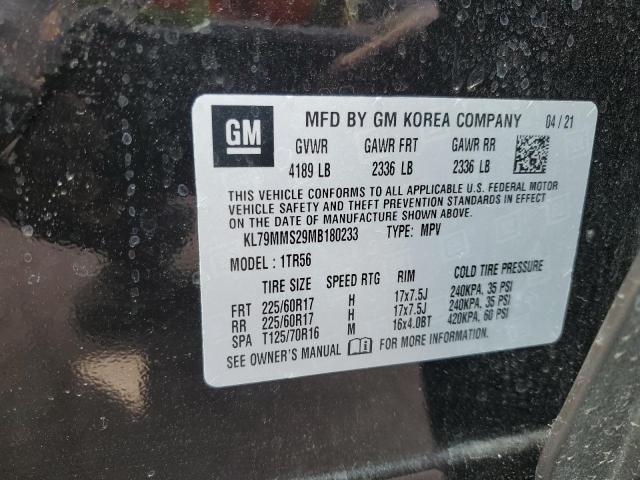 GM
MFD BY GM KOREA COMPANY 04/21
GVWR GAWR FRT GAWR RR
4189 LB 2336 LB 2336 LB
THIS VEHICLE CONFORMS TO ALL APPLICABLE U.S. FEDERAL MOTOR
VEHICLE SAFETY AND THEFT PREVENTION STANDARDS IN EFFECT
ON THE DATE OF MANUFACTURE SHOWN ABOVE.
KL79MMS29MB180233 TYPE: MPV
MODEL : 1TR56
TIRE SIZE SPEED RTG RIM COLD TIRE PRESSURE
FRT 225/60R17 H 17x7.5J 240KPA, 35 PSI
RR 225/60R17 H 17x7.5J 240KPA, 35 PSI
SPA T125/70R16 M 16x4.0BT 420KPA, 60 PSI
SEE OWNER'S MANUAL FOR MORE INFORMATION.